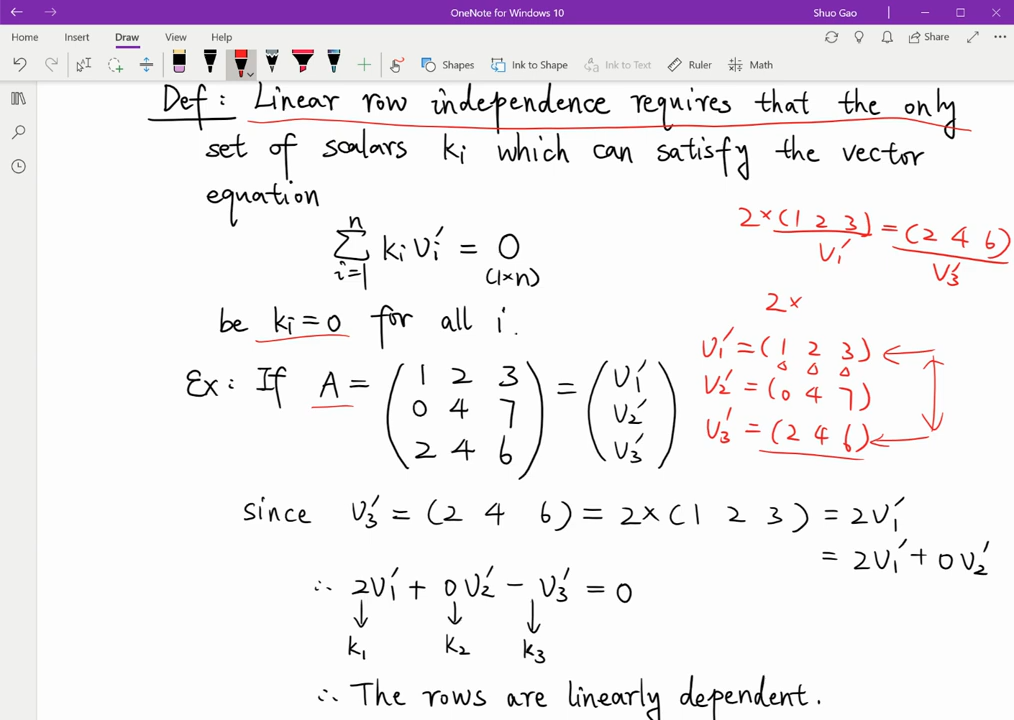 OneNote for Windows 10
Shuo Gao
Home Insert Draw View Help
Share
Shapes Ink to Shape Ink to Text Ruler Math
Def: Linear row independence requires that the only
set of scalars ki which can satisfy the vector
equation
2×(1 2 3) = (2 4 6)
v₁′ v₃′
n
∑ ki vi′ = 0
i=1 (1×n)
2×
be ki=0 for all i.
v₁′ = (1 2 3)
v₂′ = (0 4 7)
v₃′ = (2 4 6)
Ex: If A = (1 2 3) = (v₁′)
0 4 7 v₂′
2 4 6 v₃′
since v₃′ = (2 4 6) = 2×(1 2 3) = 2v₁′
= 2v₁′ + 0v₂′
∴ 2v₁′ + 0v₂′ − v₃′ = 0
↓ ↓ ↓
k₁ k₂ k₃
∴ The rows are linearly dependent.